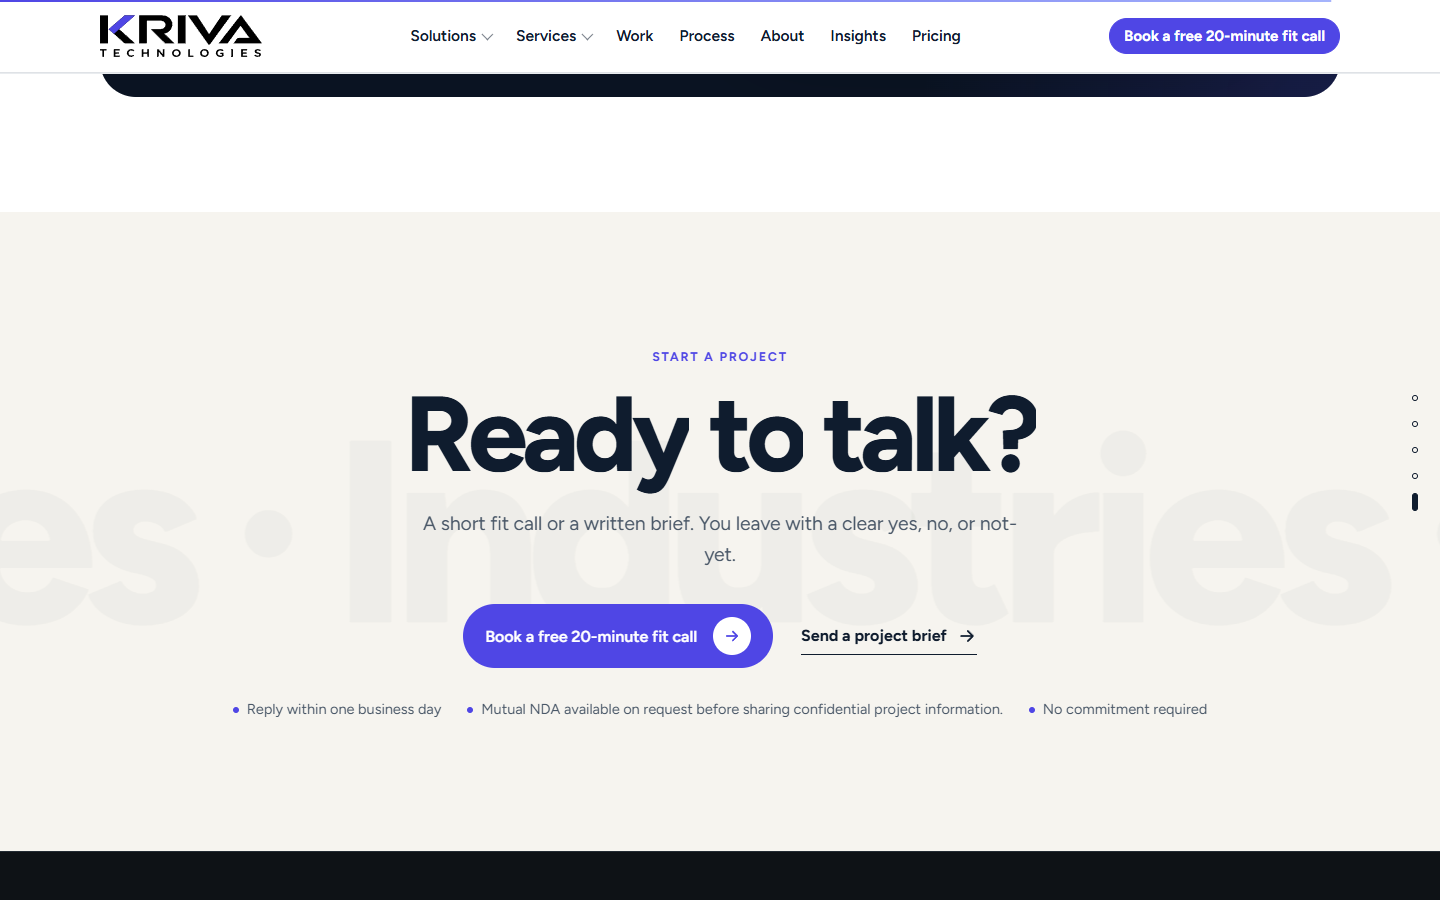 KRIVA
TECHNOLOGIES
Solutions Services Work Process About Insights Pricing
Book a free 20-minute fit call
START A PROJECT
Ready to talk?
es · Industries
A short fit call or a written brief. You leave with a clear yes, no, or not-
yet.
Book a free 20-minute fit call
Send a project brief
Reply within one business day
Mutual NDA available on request before sharing confidential project information.
No commitment required